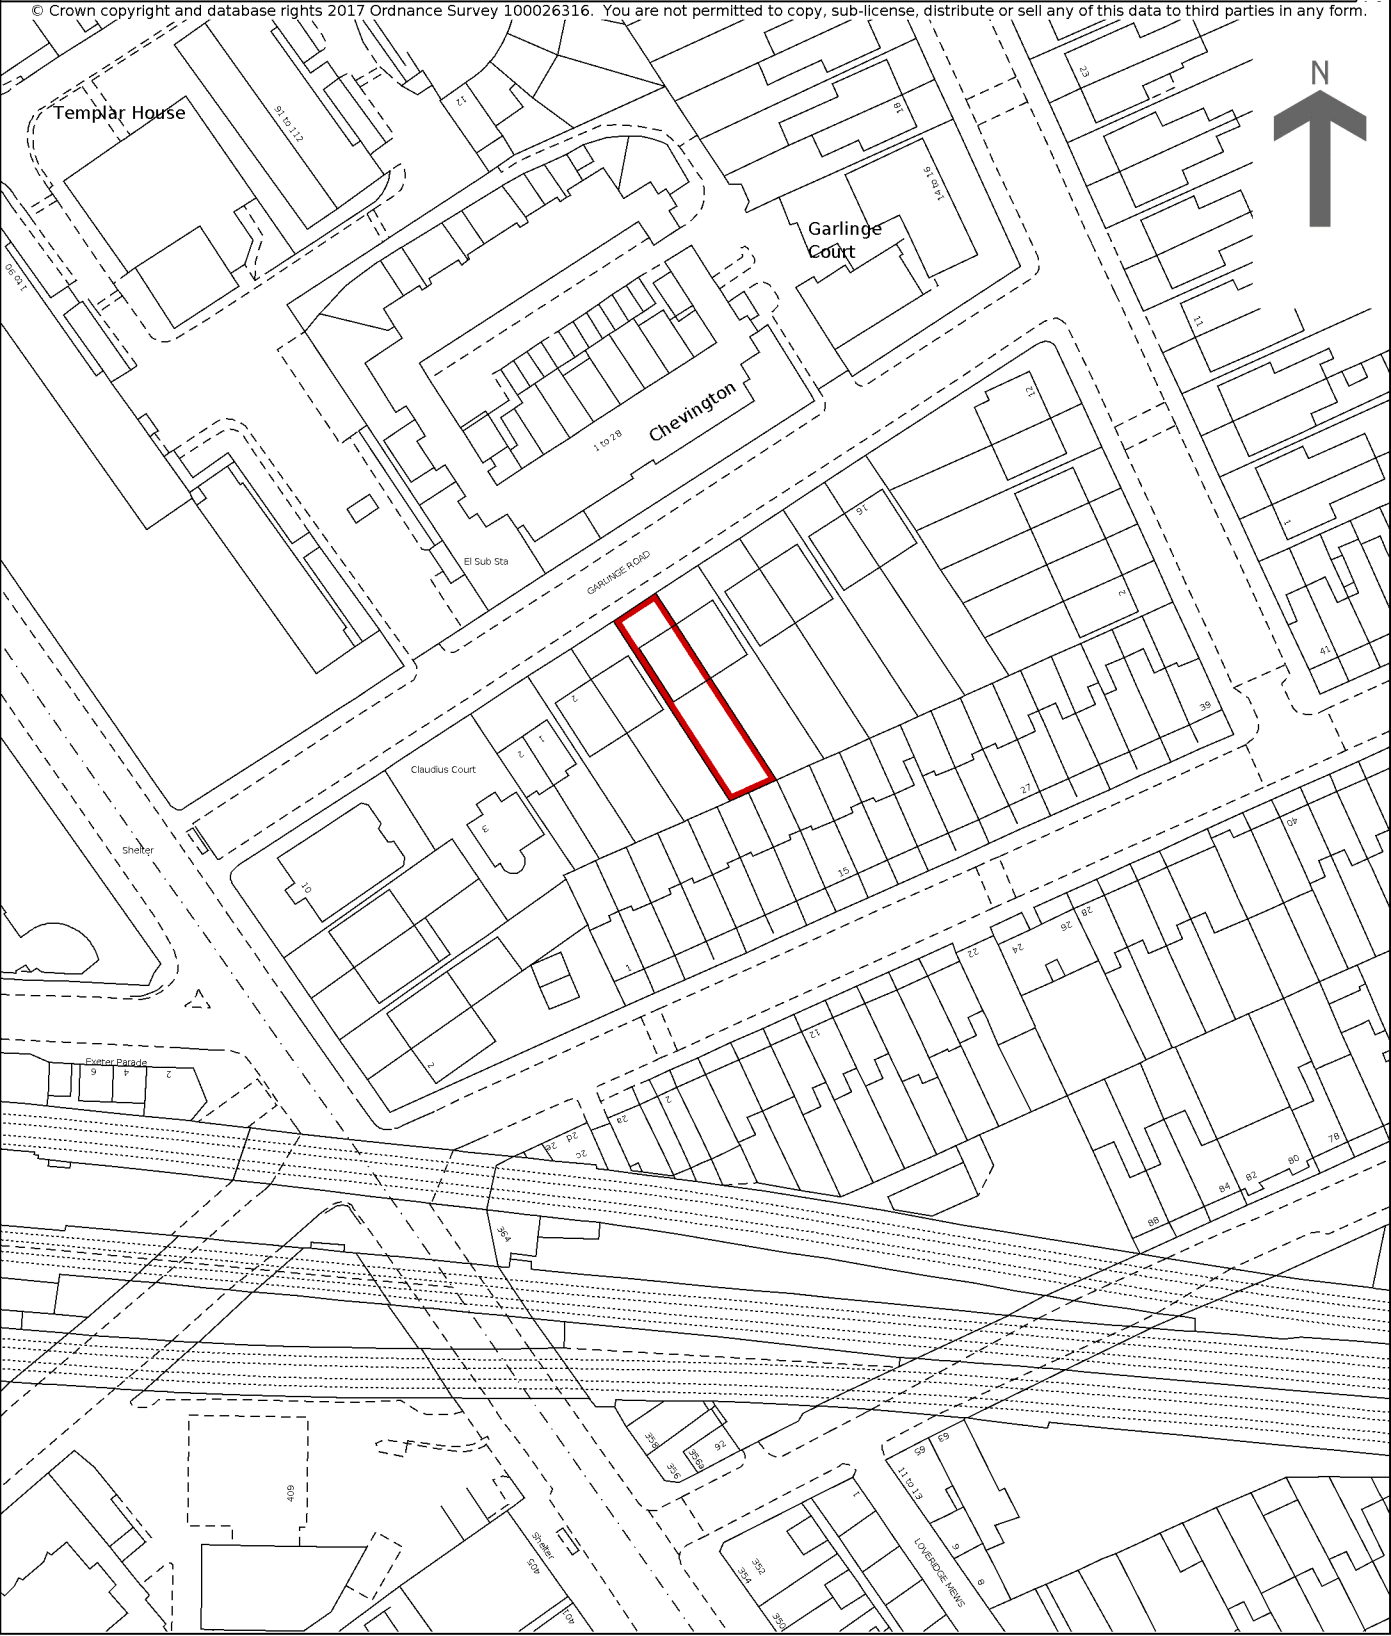 © Crown copyright and database rights 2017 Ordnance Survey 100026316. You are not permitted to copy, sub-license, distribute or sell any of this data to third parties in any form.
N
Templar House
91 to 112
12
18
23
14 to 16
Garlinge
Court
1 to 90
11
Chevington
1 to 28
12
16
1
El Sub Sta
GARLINGE ROAD
2
41
2
1
2
39
Claudius Court
3
27
10
15
40
Shelter
1
28
26
24
22
12
2
Exeter Parade
6
4
2
2
2a
2d
2e
2c
78
80
82
84
88
364
358
356
356a
92
63
65
11 to 13
1
409
9
8
LOVERIDGE MEWS
Shelter
405
401
352
354
350